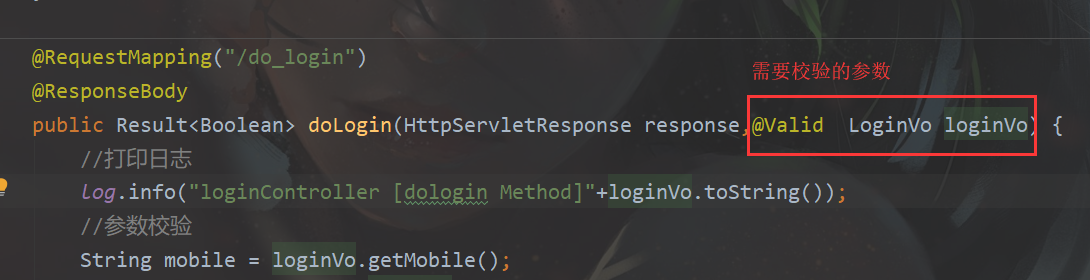 @RequestMapping("/do_login")
需要校验的参数
@ResponseBody
public Result<Boolean> doLogin(HttpServletResponse response,@Valid  LoginVo loginVo) {
//打印日志
log.info("loginController [dologin Method]"+loginVo.toString());
//参数校验
String mobile = loginVo.getMobile();